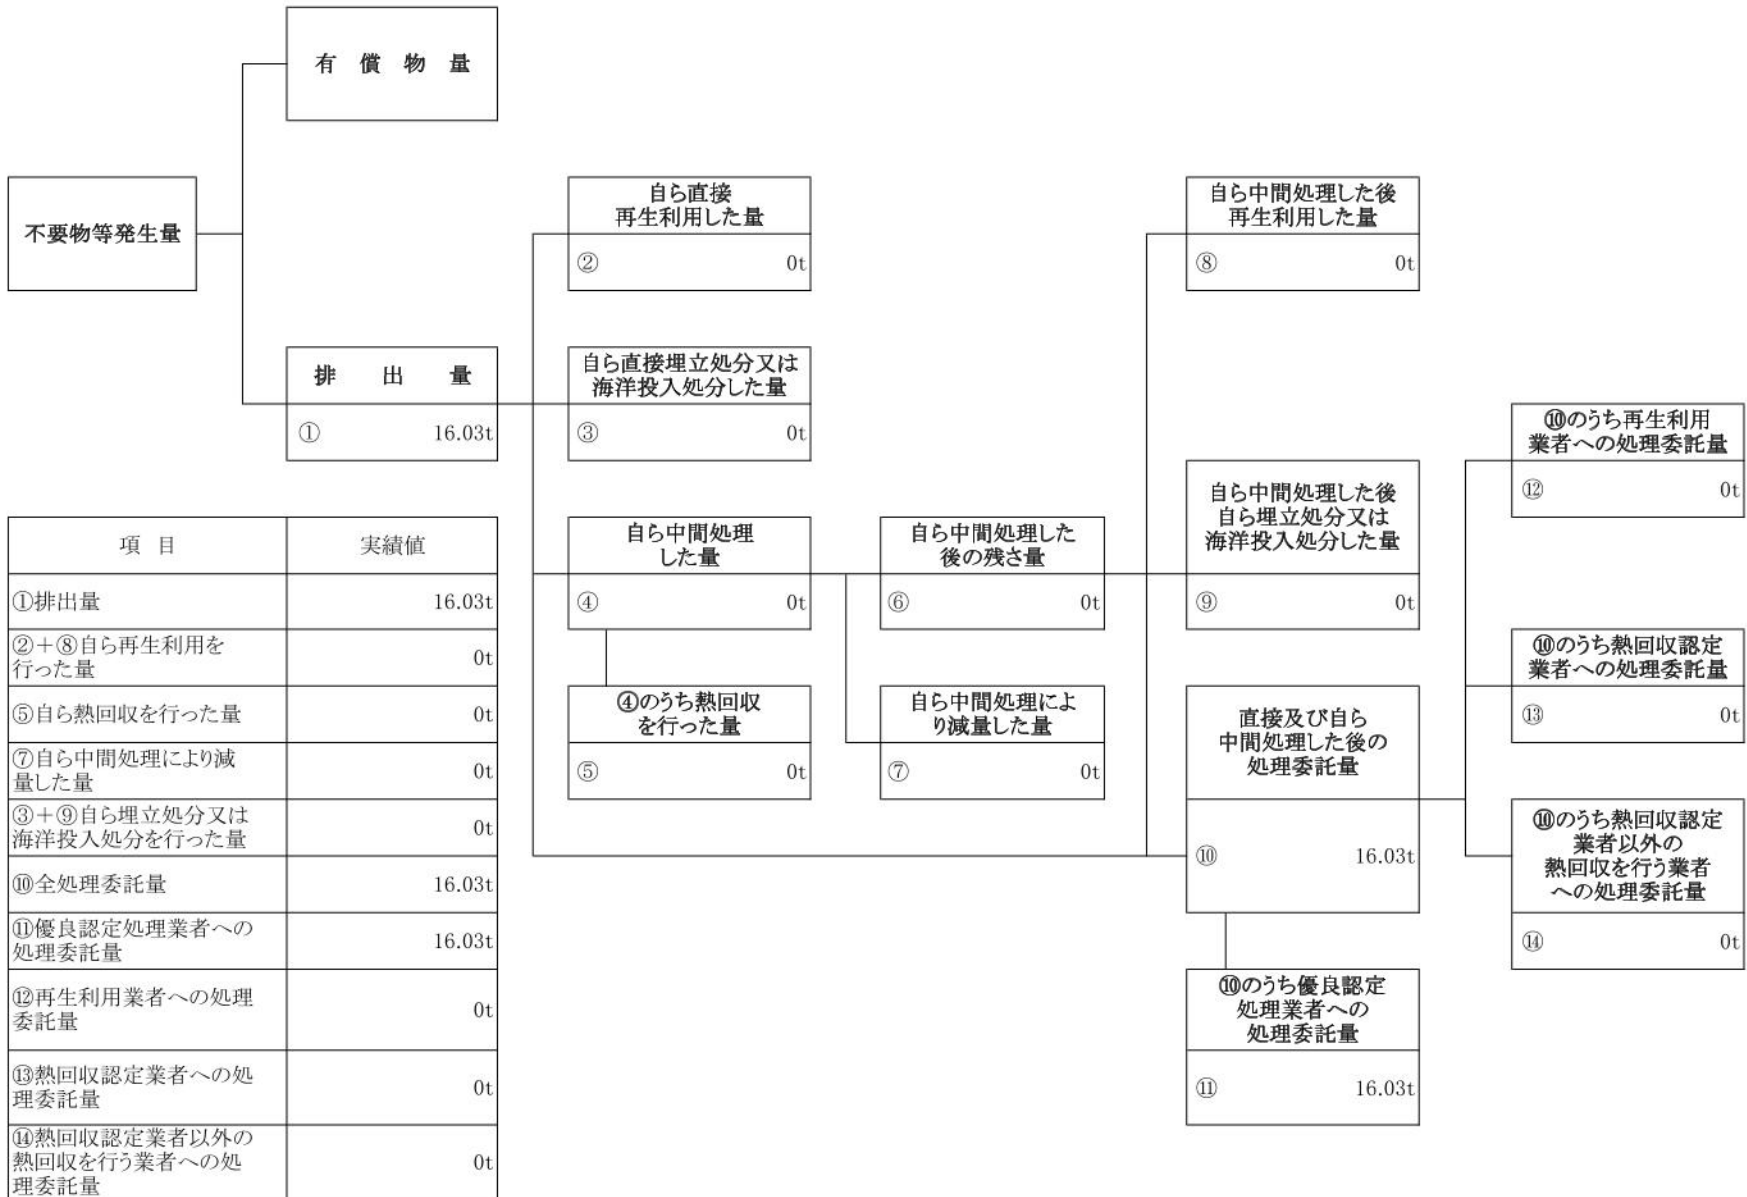 有償物量
不要物等発生量
排出量
① 16.03t
自ら直接
再生利用した量
② 0t
自ら直接埋立処分又は
海洋投入処分した量
③ 0t
自ら中間処理
した量
④ 0t
④のうち熱回収
を行った量
⑤ 0t
自ら中間処理した
後の残さ量
⑥ 0t
自ら中間処理によ
り減量した量
⑦ 0t
自ら中間処理した後
再生利用した量
⑧ 0t
自ら中間処理した後
自ら埋立処分又は
海洋投入処分した量
⑨ 0t
直接及び自ら
中間処理した後の
処理委託量
⑩ 16.03t
⑩のうち優良認定
処理業者への
処理委託量
⑪ 16.03t
⑩のうち再生利用
業者への処理委託量
⑫ 0t
⑩のうち熱回収認定
業者への処理委託量
⑬ 0t
⑩のうち熱回収認定
業者以外の
熱回収を行う業者
への処理委託量
⑭ 0t
項目 実績値
①排出量 16.03t
②+⑧自ら再生利用を
行った量 0t
⑤自ら熱回収を行った量 0t
⑦自ら中間処理により減
量した量 0t
③+⑨自ら埋立処分又は
海洋投入処分を行った量 0t
⑩全処理委託量 16.03t
⑪優良認定処理業者への
処理委託量 16.03t
⑫再生利用業者への処理
委託量 0t
⑬熱回収認定業者への処
理委託量 0t
⑭熱回収認定業者以外の
熱回収を行う業者への処
理委託量 0t